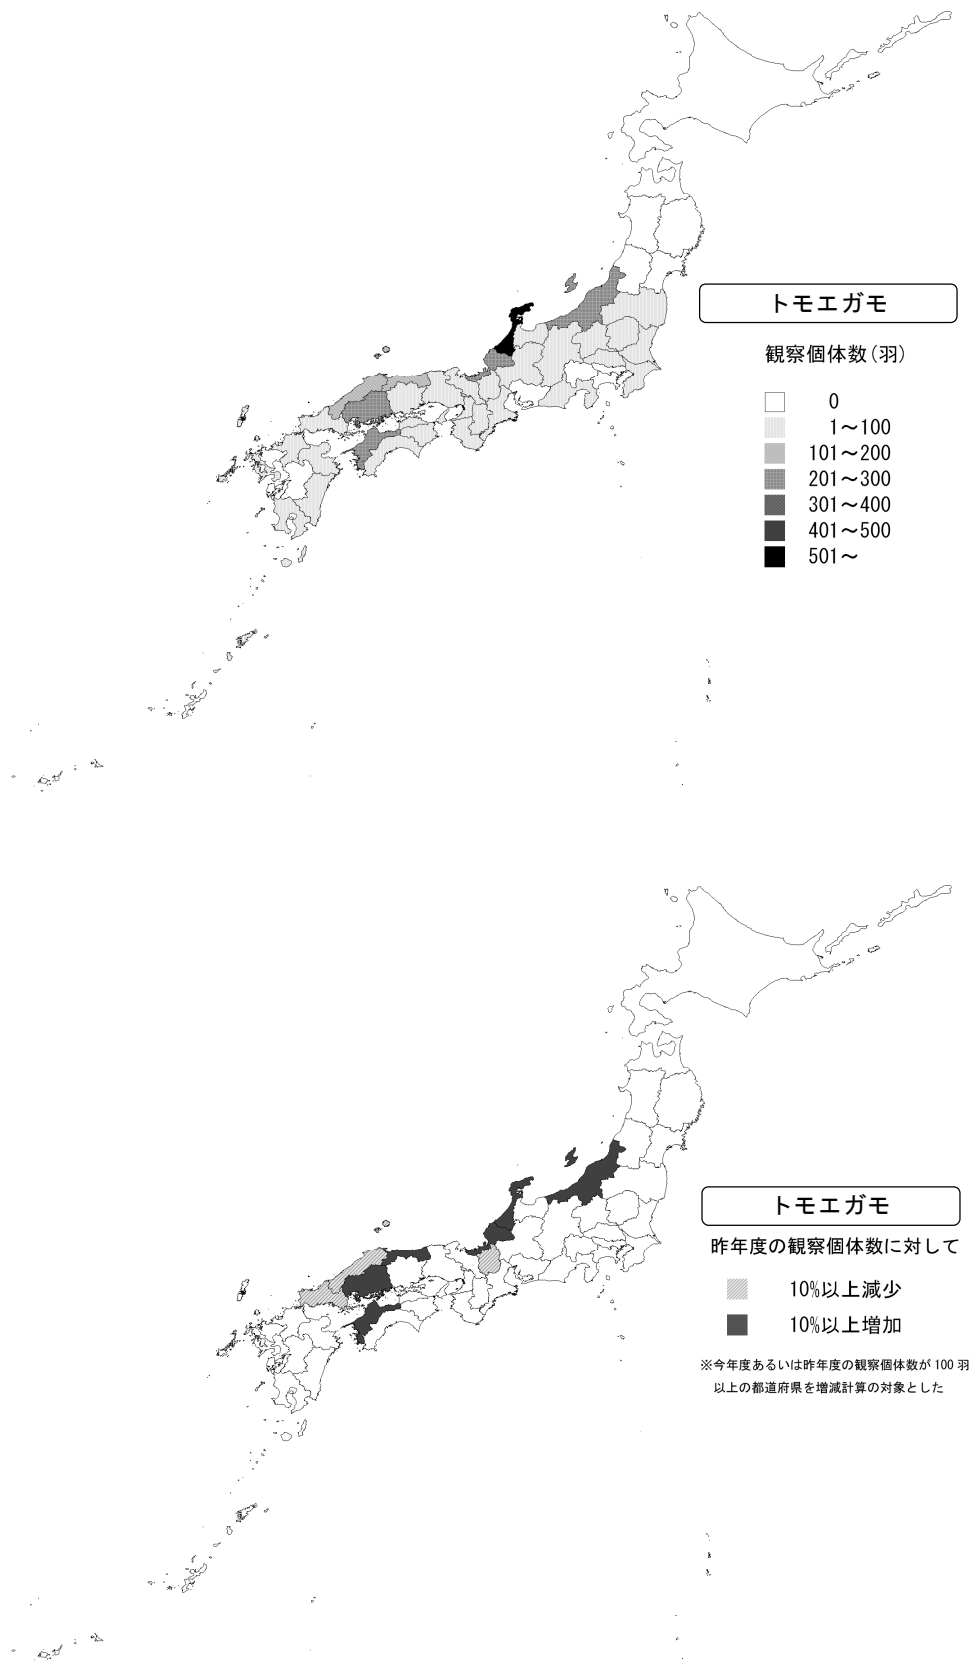 トモエガモ
観察個体数(羽)
0
1～100
101～200
201～300
301～400
401～500
501～
トモエガモ
昨年度の観察個体数に対して
10%以上減少
10%以上増加
※今年度あるいは昨年度の観察個体数が100羽
以上の都道府県を増減計算の対象とした